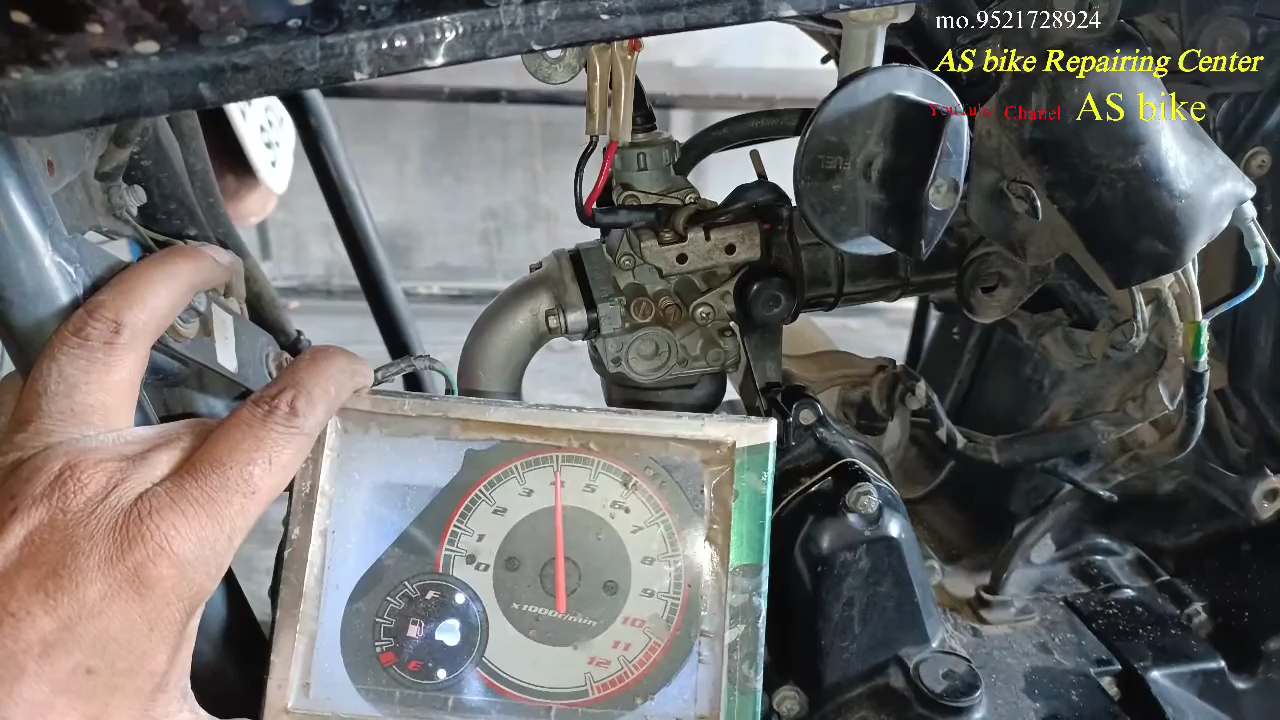 mo.9521728924
AS bike Repairing Center
YouTube Chanel AS bike
FUEL
0
1
2
3
4
5
6
7
8
9
10
11
12
x1000r/min
F
E